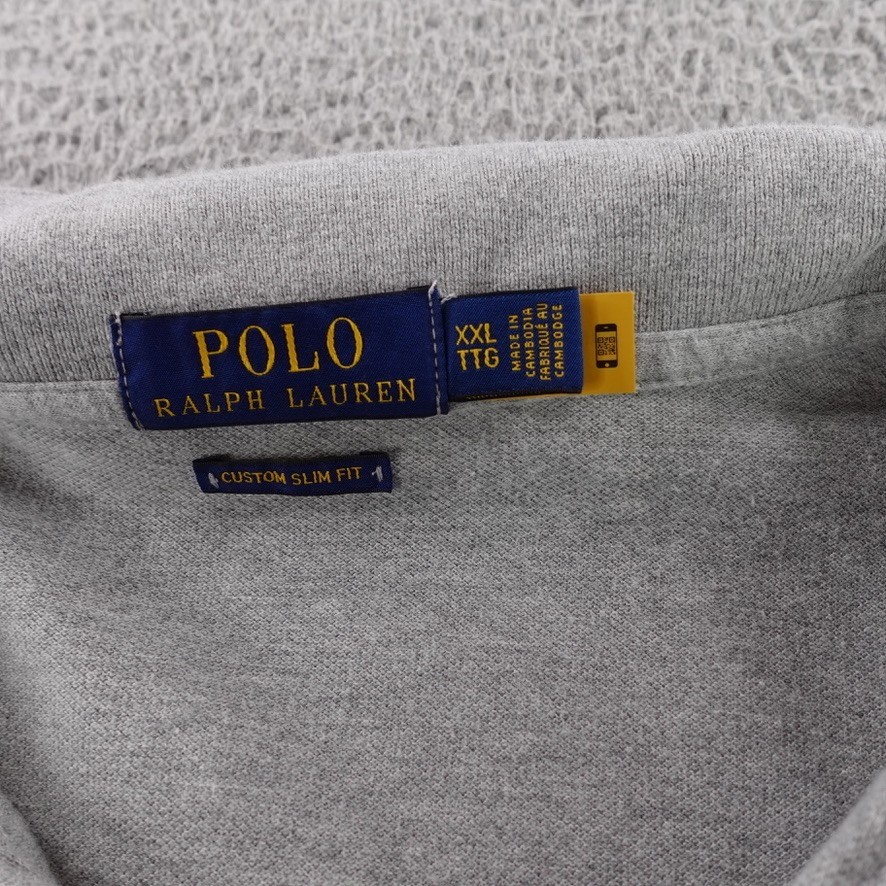 POLO
RALPH LAUREN
XXL
TTG
MADE IN
CAMBODIA
FABRIQUÉ AU
CAMBODGE
CUSTOM SLIM FIT